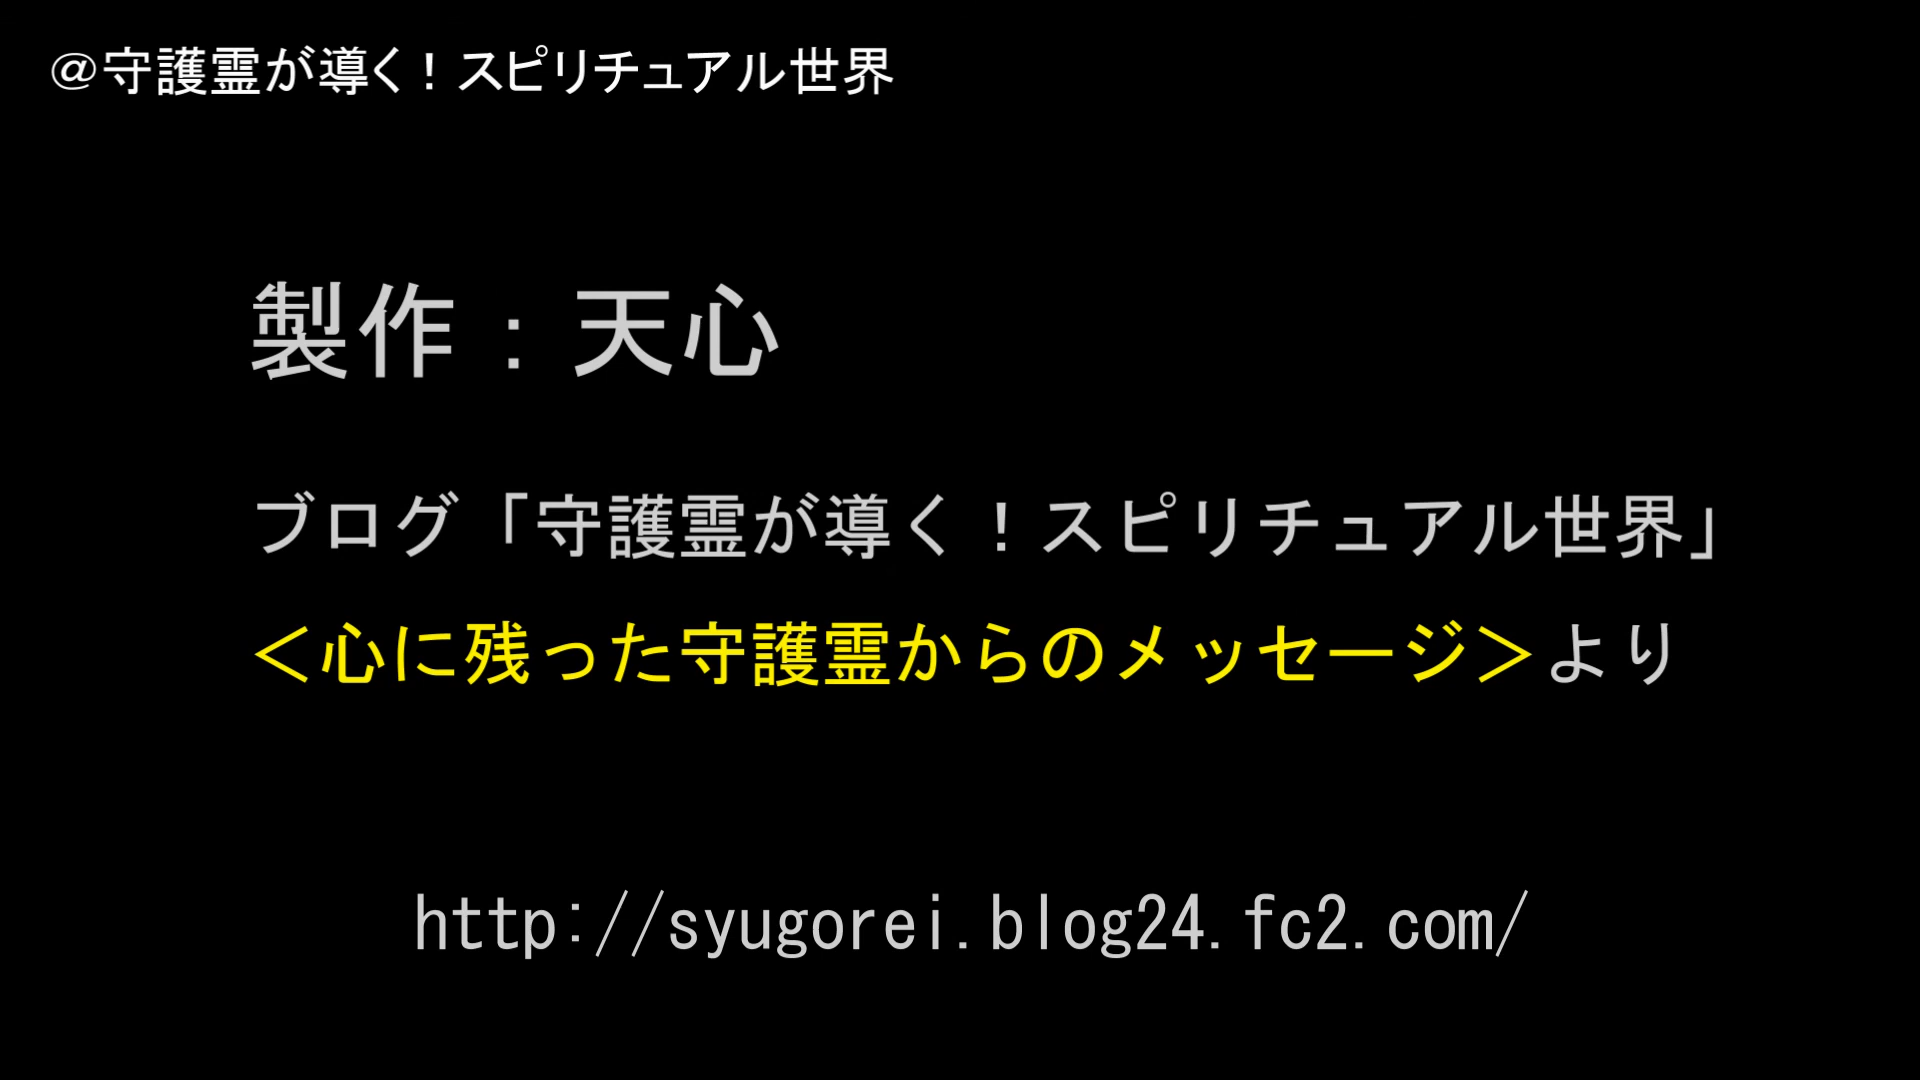 ＠守護霊が導く！スピリチュアル世界
製作：天心
ブログ「守護霊が導く！スピリチュアル世界」
＜心に残った守護霊からのメッセージ＞より
http://syugorei.blog24.fc2.com/